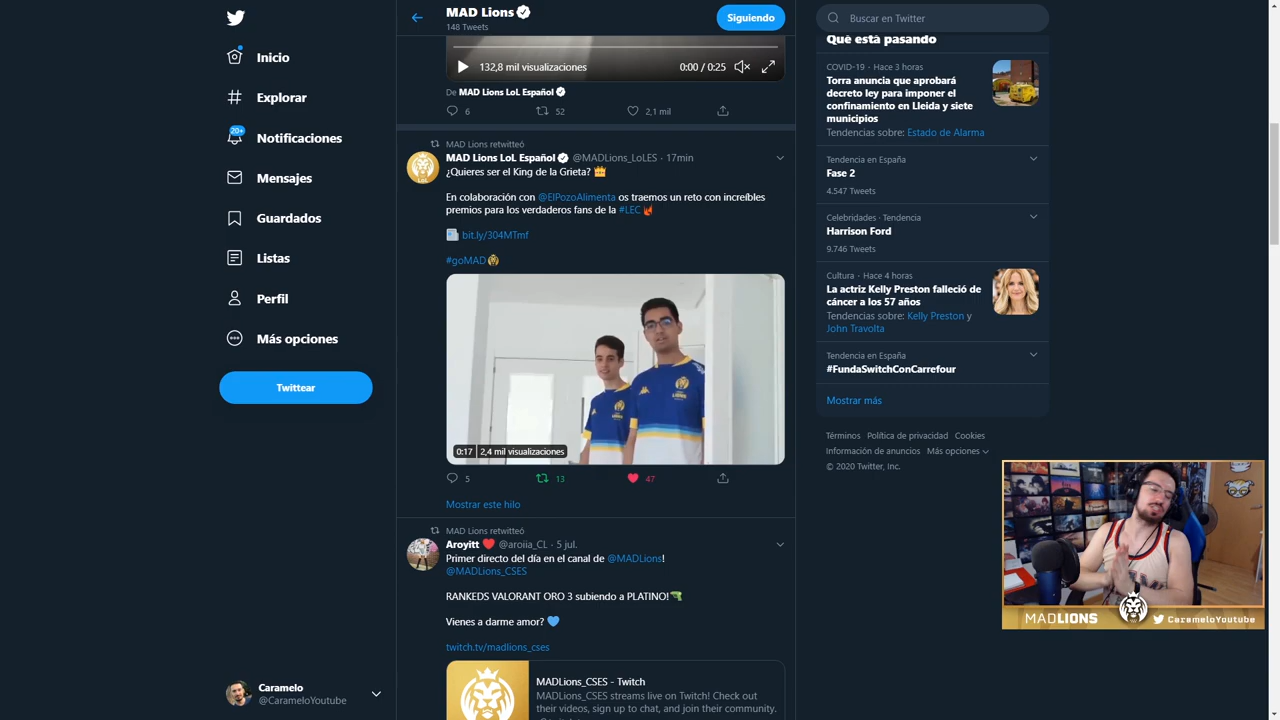 Inicio
Explorar
20+
Notificaciones
Mensajes
Guardados
Listas
Perfil
Más opciones
Twittear
Caramelo
@CarameloYoutube
MAD Lions
148 Tweets
Siguiendo
132,8 mil visualizaciones
0:00 / 0:25
De MAD Lions LoL Español
6 52 2,1 mil
MAD Lions retwitteó
MAD Lions LoL Español @MADLions_LoLES · 17min
¿Quieres ser el King de la Grieta? 👑
En colaboración con @ElPozoAlimenta os traemos un reto con increíbles
premios para los verdaderos fans de la #LEC
bit.ly/304MTmf
#goMAD
0:17 2,4 mil visualizaciones
5 13 47
Mostrar este hilo
MAD Lions retwitteó
Aroyitt ❤️ @aroiia_CL · 5 jul.
Primer directo del día en el canal de @MADLions!
@MADLions_CSES
RANKEDS VALORANT ORO 3 subiendo a PLATINO!🔫
Vienes a darme amor? 💙
twitch.tv/madlions_cses
MADLions_CSES - Twitch
MADLions_CSES streams live on Twitch! Check out
their videos, sign up to chat, and join their community.
Buscar en Twitter
Qué está pasando
COVID-19 · Hace 3 horas
Torra anuncia que aprobará
decreto ley para imponer el
confinamiento en Lleida y siete
municipios
Tendencias sobre: Estado de Alarma
Tendencia en España
Fase 2
4.547 Tweets
Celebridades · Tendencia
Harrison Ford
9.746 Tweets
Cultura · Hace 4 horas
La actriz Kelly Preston falleció de
cáncer a los 57 años
Tendencias sobre: Kelly Preston y
John Travolta
Tendencia en España
#FundaSwitchConCarrefour
Mostrar más
Términos Política de privacidad Cookies
Información de anuncios Más opciones
© 2020 Twitter, Inc.
MADLIONS CarameloYoutube